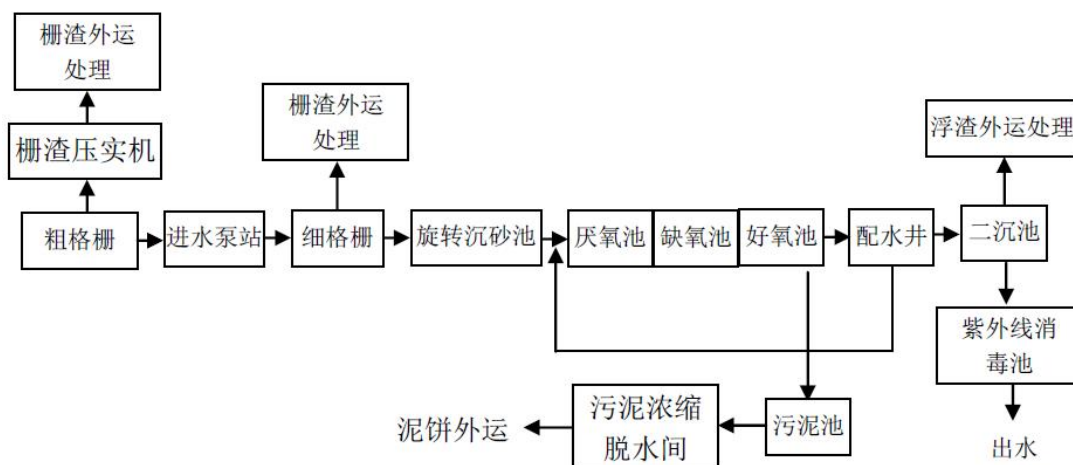 栅渣外运
处理
栅渣压实机
栅渣外运
处理
浮渣外运处理
粗格栅
进水泵站
细格栅
旋转沉砂池
厌氧池
缺氧池
好氧池
配水井
二沉池
紫外线消
毒池
泥饼外运
污泥浓缩
脱水间
污泥池
出水